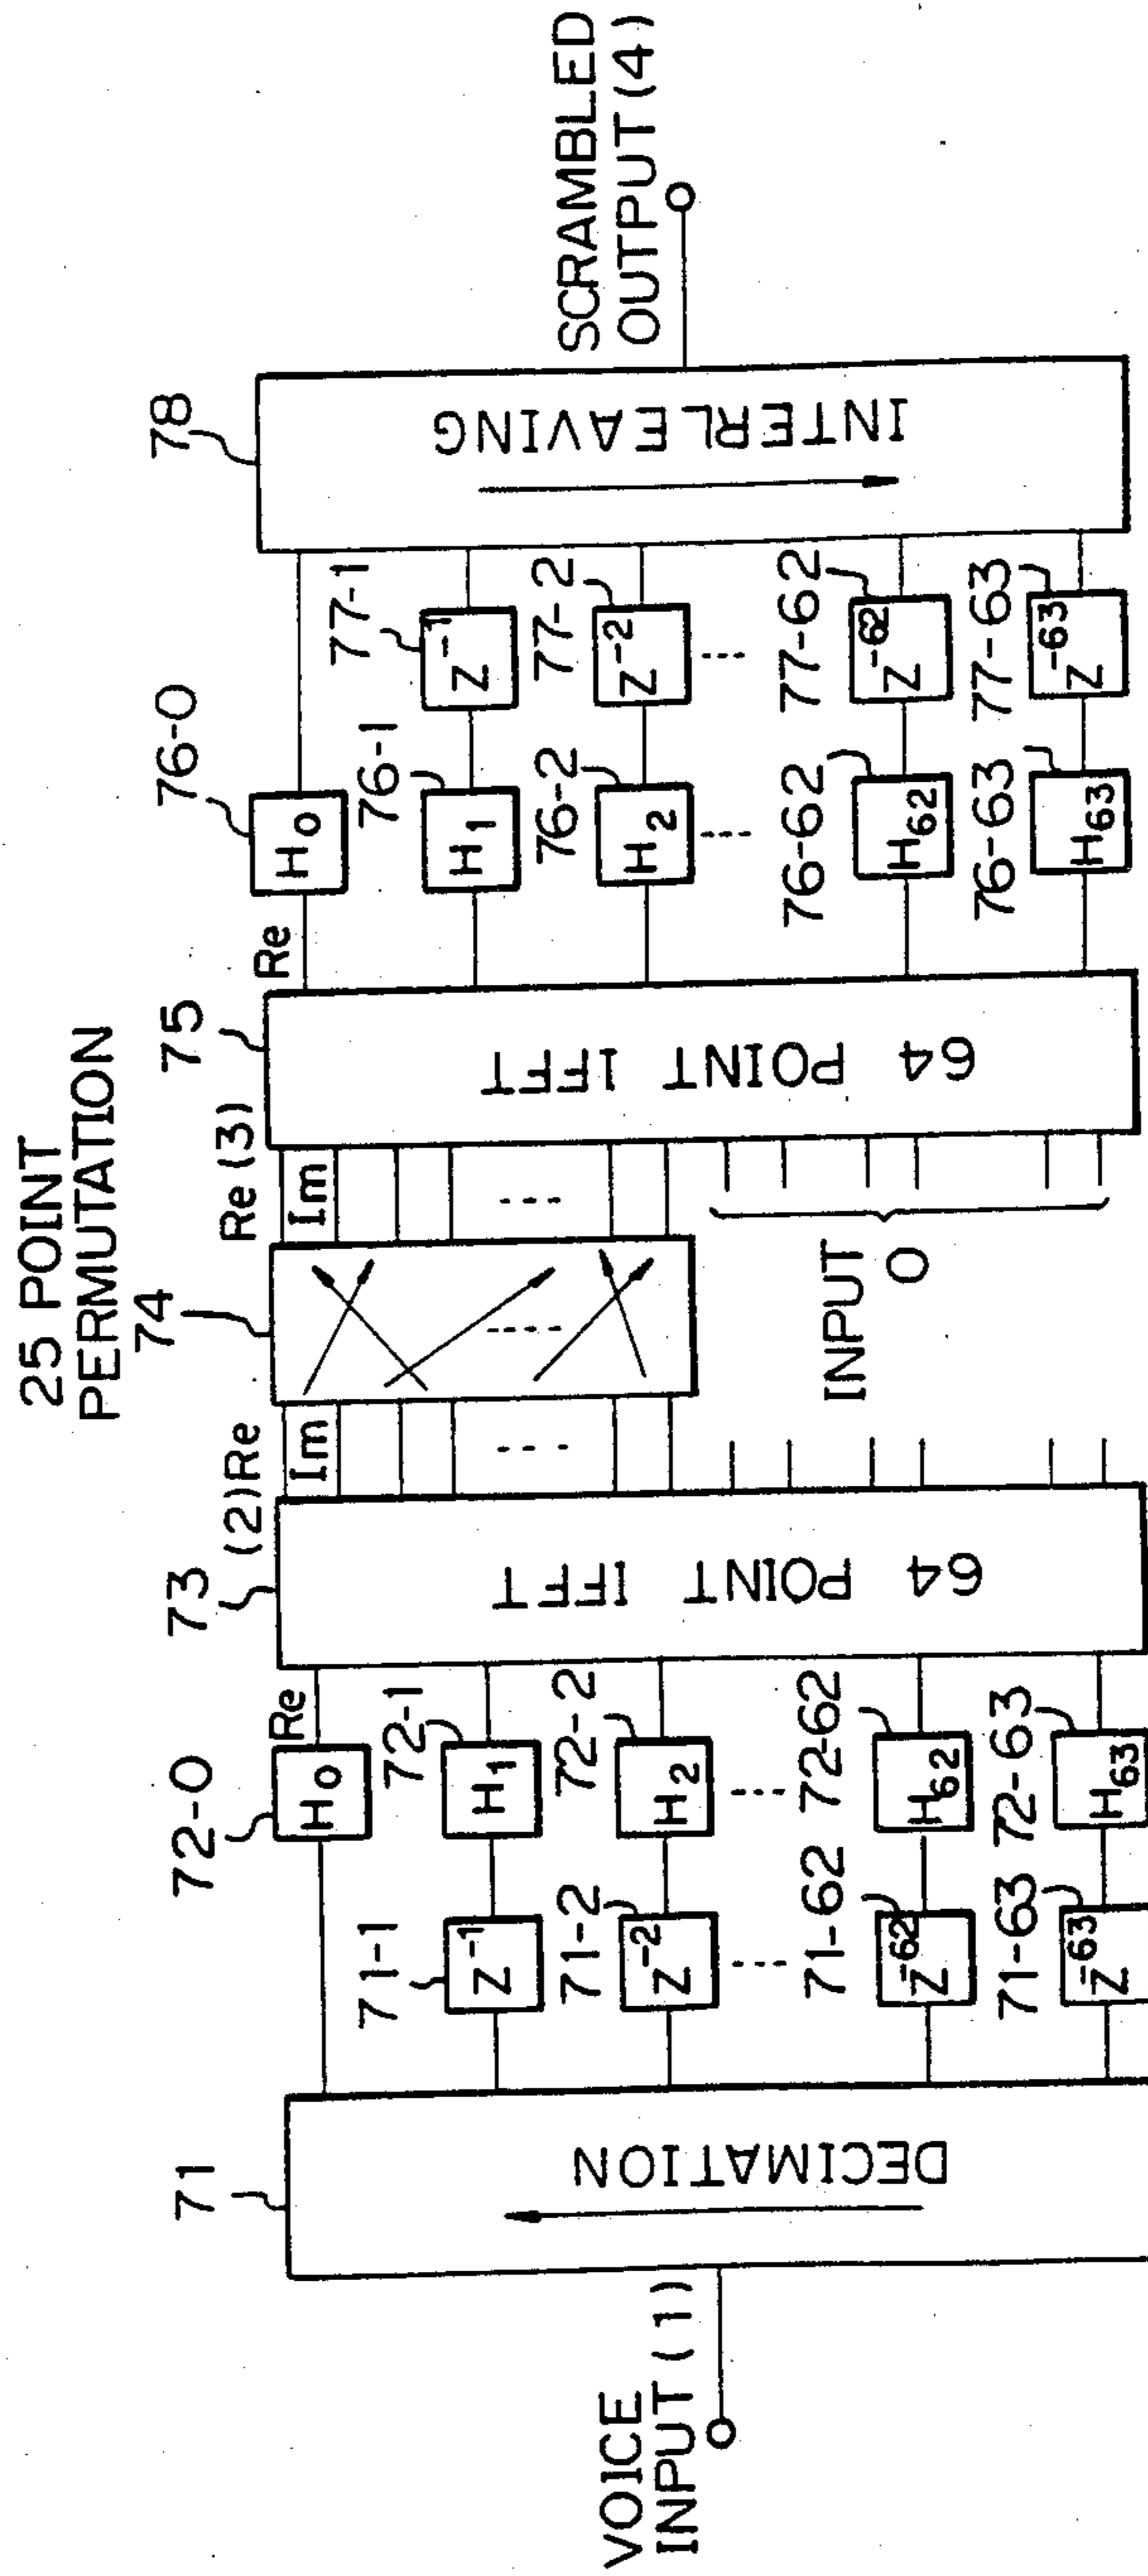 25 POINT
PERMUTATION
VOICE
INPUT (1)
71
DECIMATION
71-1
Z-1
71-2
Z-2
71-62
Z-62
71-63
Z-63
72-0
H0
Re
72-1
H1
72-2
H2
72-62
H62
72-63
H63
73
64 POINT IFFT
(2) Re
Im
74
Re (3)
Im
INPUT
0
75
64 POINT IFFT
Re
76-0
H0
76-1
H1
76-2
H2
76-62
H62
76-63
H63
77-1
Z-1
77-2
Z-2
77-62
Z-62
77-63
Z-63
78
INTERLEAVING
SCRAMBLED
OUTPUT (4)